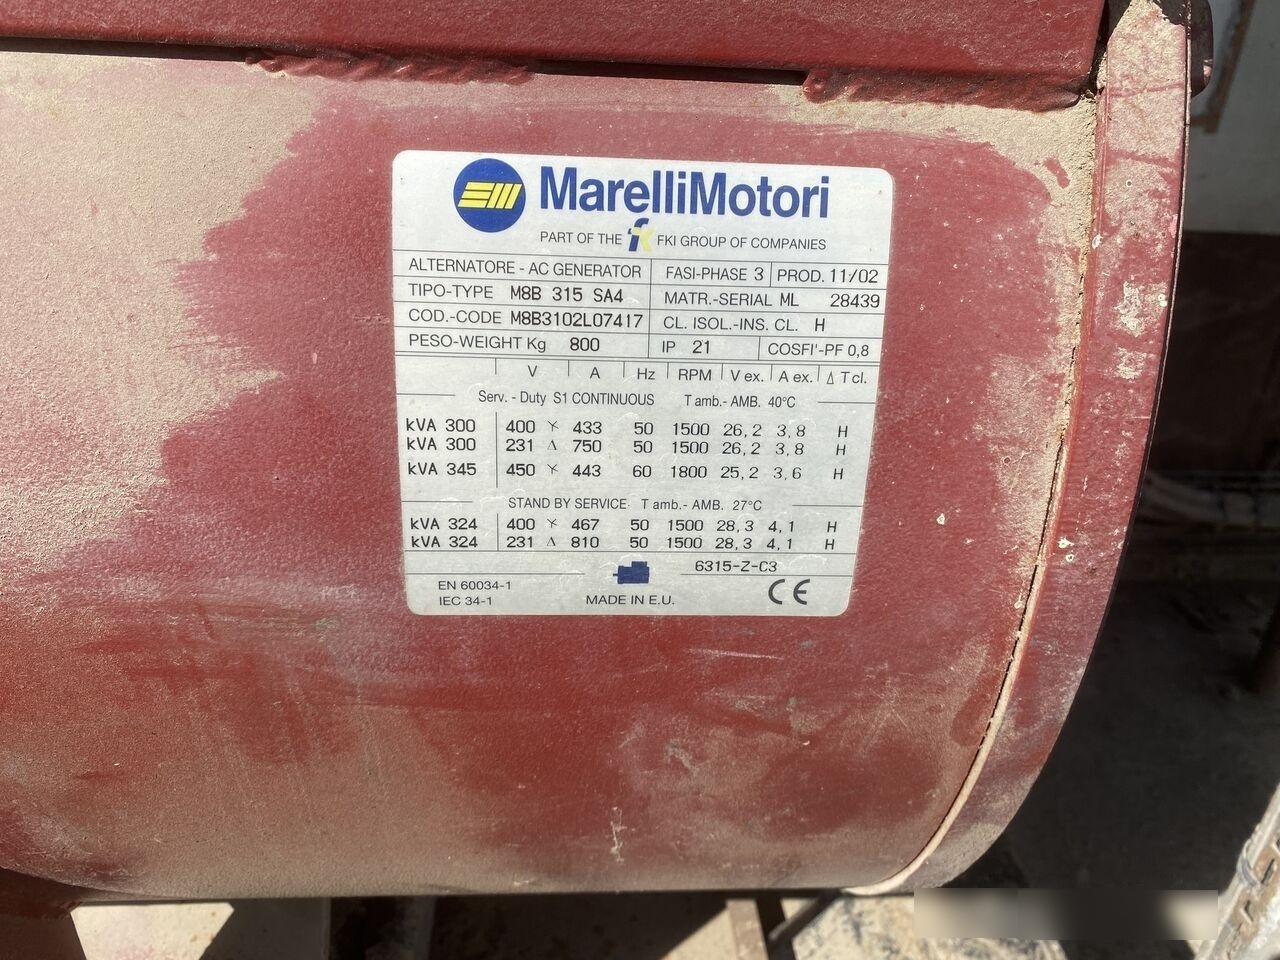 MarelliMotori
PART OF THE fk FKI GROUP OF COMPANIES
ALTERNATORE - AC GENERATOR FASI-PHASE 3 PROD. 11/02
TIPO-TYPE M8B 315 SA4 MATR.-SERIAL ML 28439
COD.-CODE M8B3102L07417 CL. ISOL.-INS. CL. H
PESO-WEIGHT Kg 800 IP 21 COSFI'-PF 0,8
V A Hz RPM V ex. A ex. Δ T cl.
Serv. - Duty S1 CONTINUOUS T amb.- AMB. 40°C
kVA 300 400 Y 433 50 1500 26,2 3,8 H
kVA 300 231 Δ 750 50 1500 26,2 3,8 H
kVA 345 450 Y 443 60 1800 25,2 3,6 H
STAND BY SERVICE T amb.- AMB. 27°C
kVA 324 400 Y 467 50 1500 28,3 4,1 H
kVA 324 231 Δ 810 50 1500 28,3 4,1 H
6315-Z-C3
EN 60034-1
IEC 34-1
MADE IN E.U.
CE